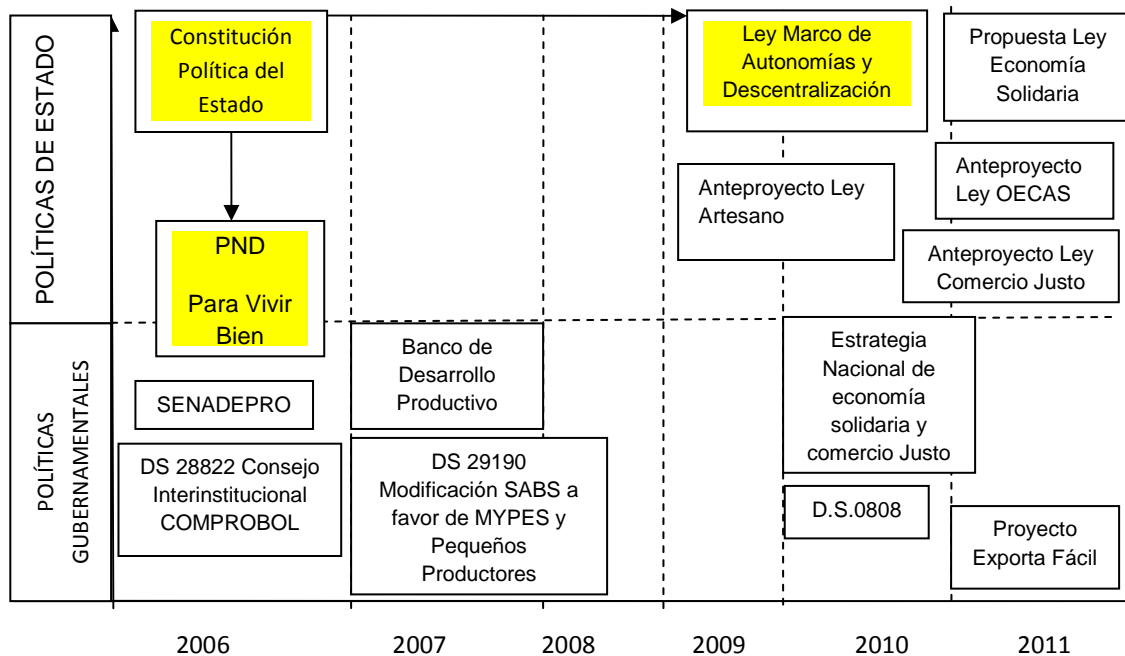 POLÍTICAS DE ESTADO
Constitución
Política del
Estado
Ley Marco de
Autonomías y
Descentralización
Propuesta Ley
Economía
Solidaria
Anteproyecto Ley
Artesano
Anteproyecto
Ley OECAS
PND
Para Vivir
Bien
Anteproyecto Ley
Comercio Justo
POLÍTICAS
GUBERNAMENTALES
SENADEPRO
Banco de
Desarrollo
Productivo
Estrategia
Nacional de
economía
solidaria y
comercio Justo
DS 28822 Consejo
Interinstitucional
COMPROBOL
DS 29190
Modificación SABS a
favor de MYPES y
Pequeños
Productores
D.S.0808
Proyecto
Exporta Fácil
2006 2007 2008 2009 2010 2011